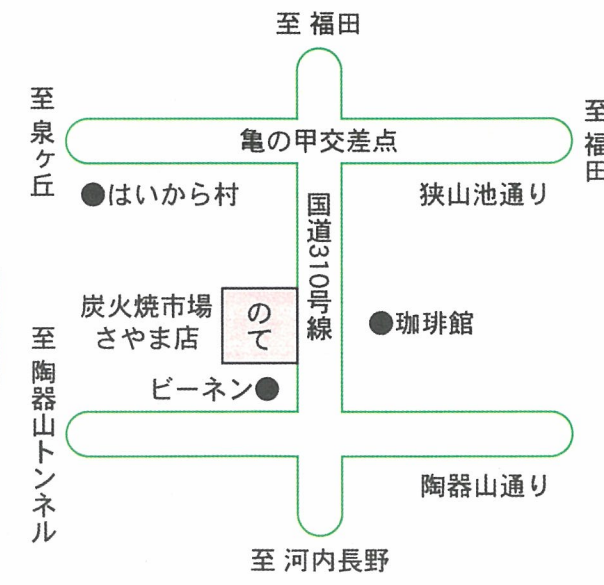 至 福田
至 泉ヶ丘
亀の甲交差点
至 福田
はいから村
狭山池通り
国道310号線
炭火焼市場
さやま店
のて
珈琲館
ビーネン
至 陶器山トンネル
陶器山通り
至 河内長野